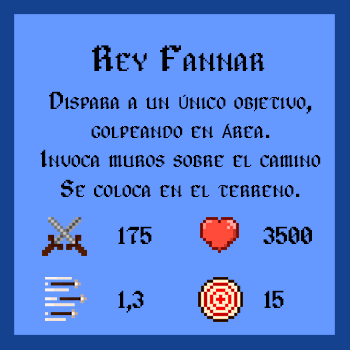 Rey Fannar
Dispara a un único objetivo,
golpeando en área.
Invoca muros sobre el camino
Se coloca en el terreno.
175 3500
1,3 15